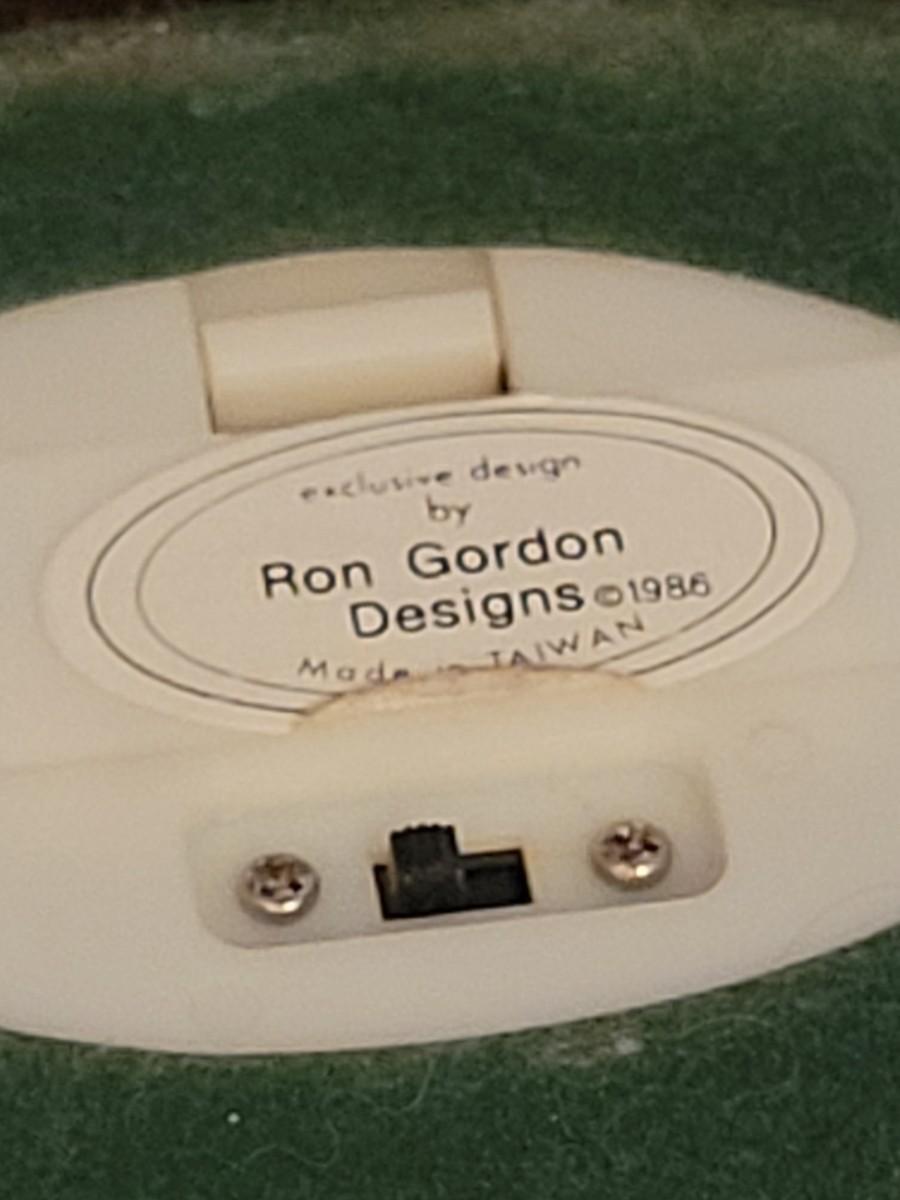 exclusive design
by
Ron Gordon
Designs ©1986
Made in TAIWAN